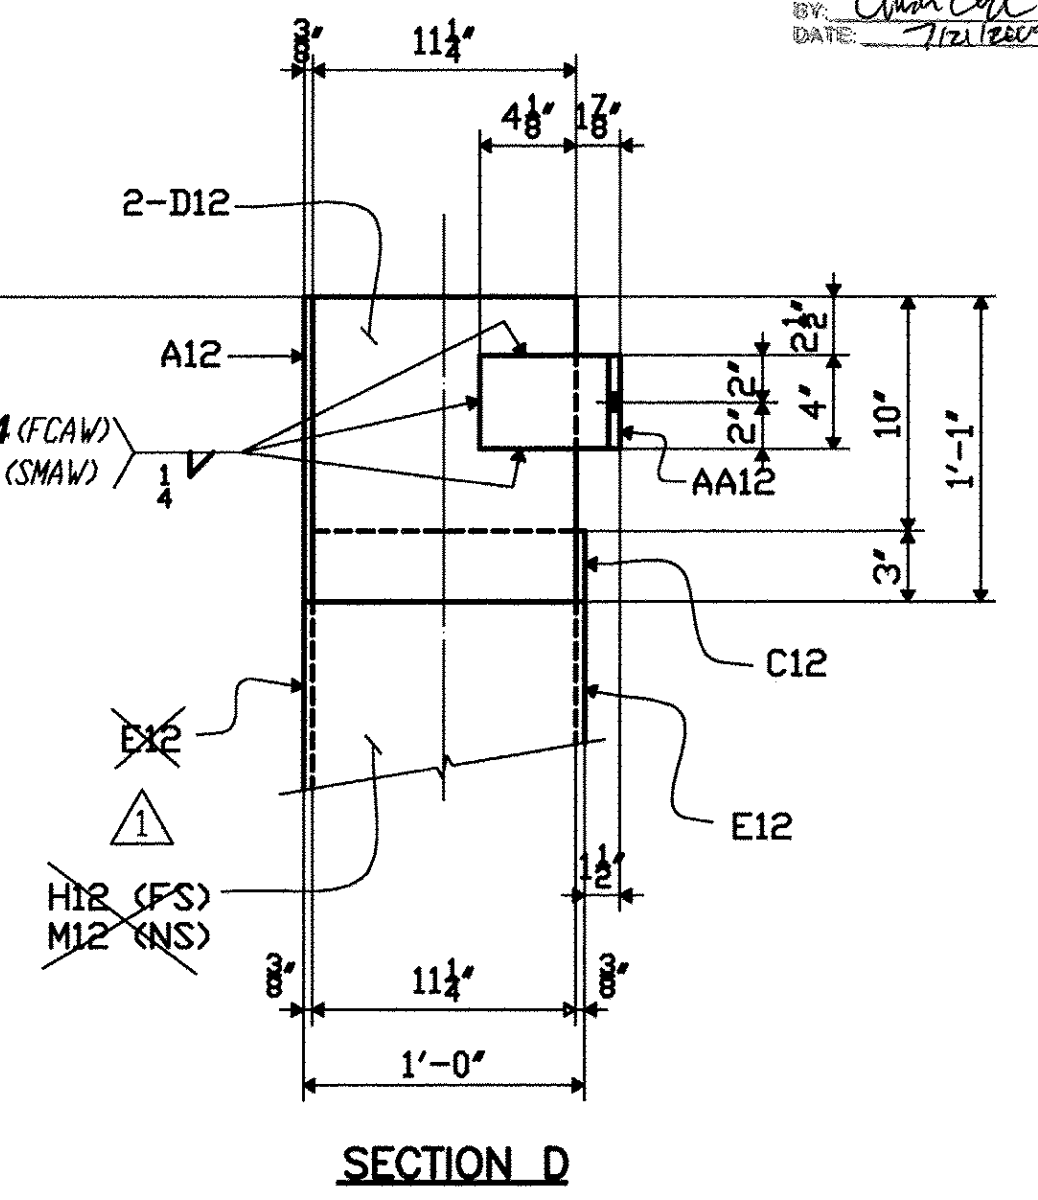 BY:
DATE: 7/21/200
3/8" 11 1/4"
4 1/8" 1 7/8"
2-D12
A12
2 1/2"
2"
2"
4"
10"
1'-1"
4 (FCAW)
(SMAW)
1/4
AA12
3"
C12
E12
1
E12
1 1/2"
H12 (FS)
M12 (NS)
3/8" 11 1/4" 3/8"
1'-0"
SECTION D